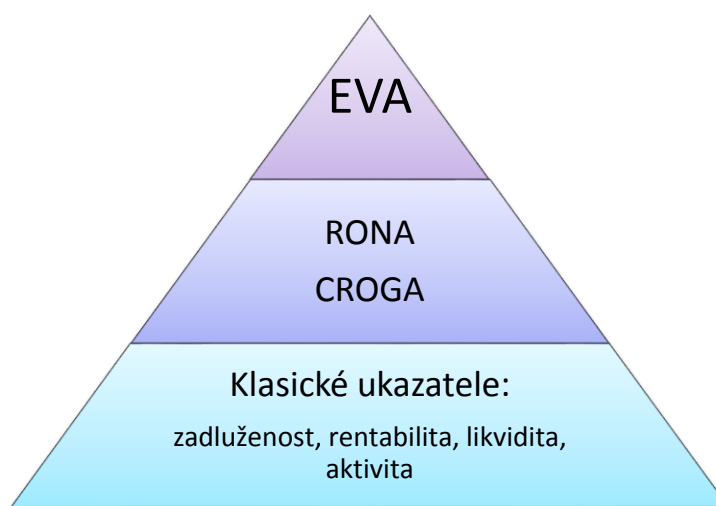 EVA
RONA
CROGA
Klasické ukazatele:
zadluženost, rentabilita, likvidita,
aktivita